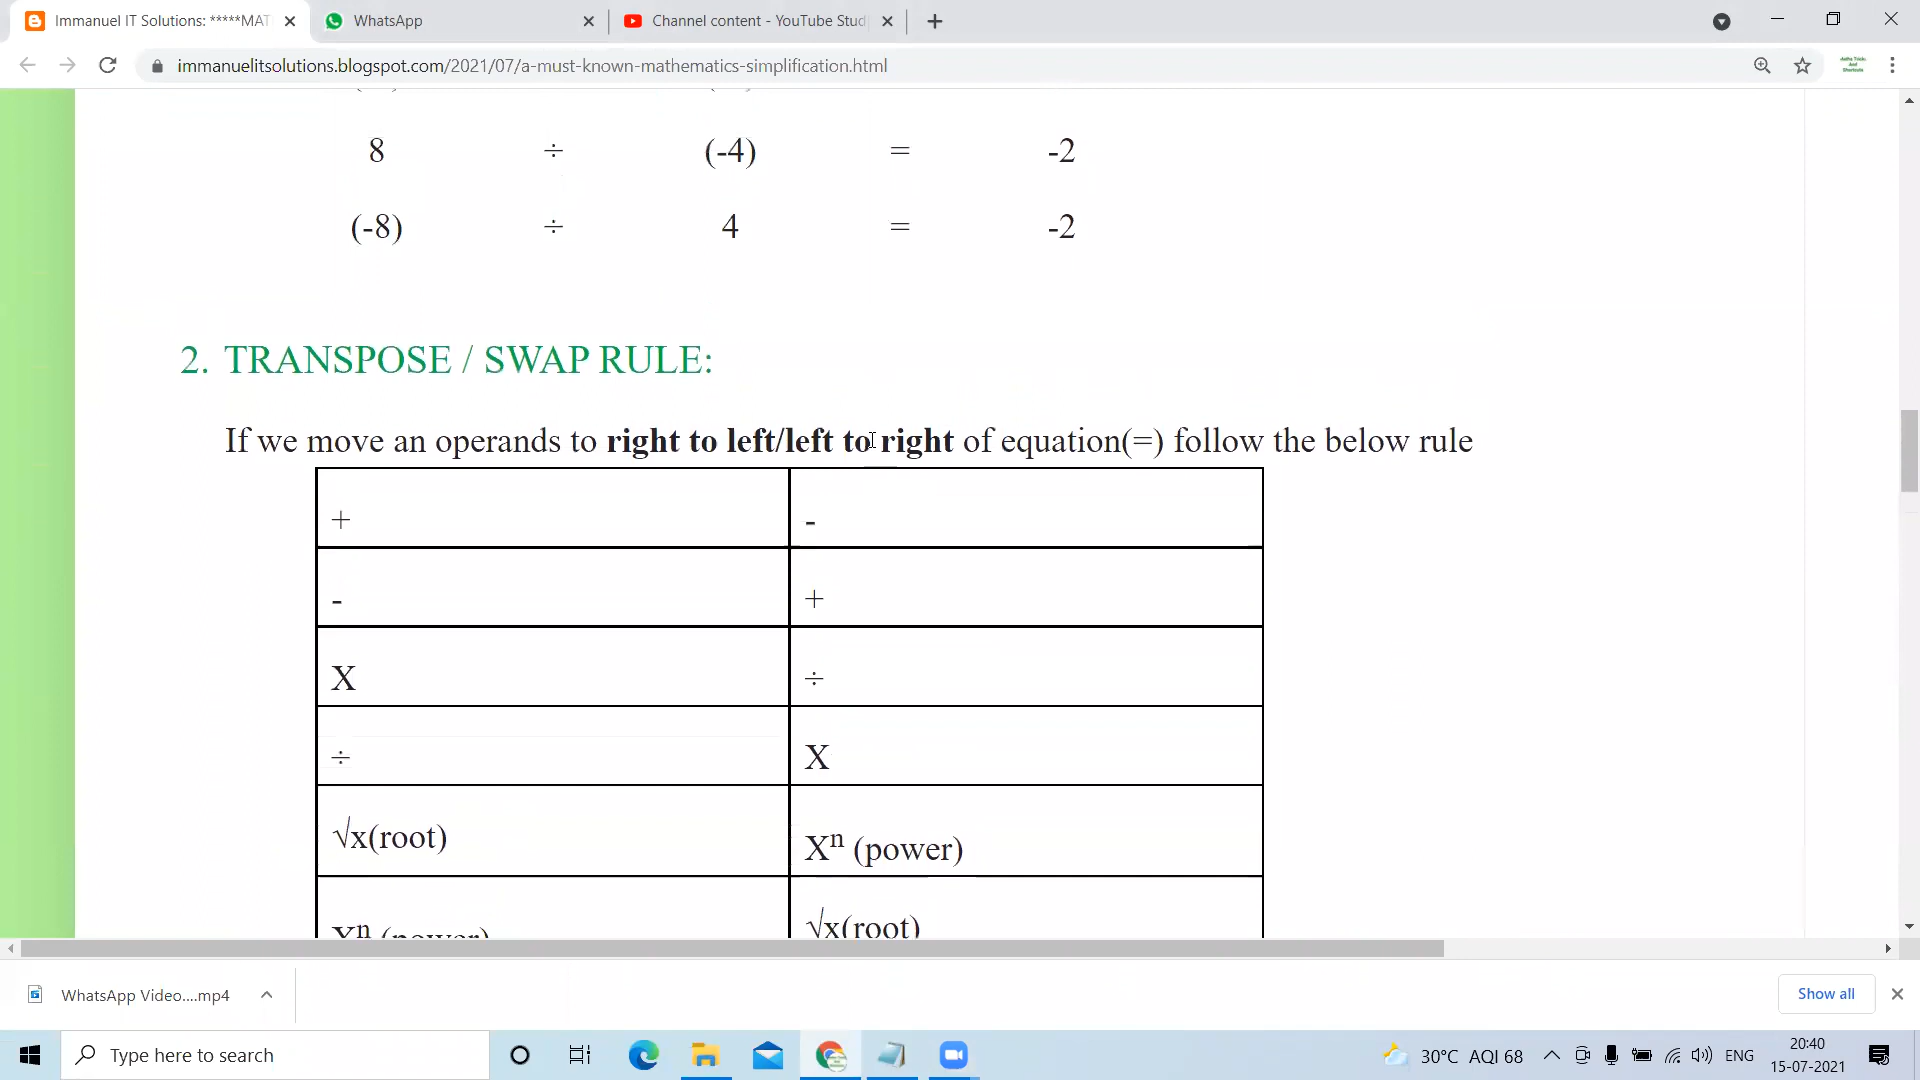 Immanuel IT Solutions: *****MAT
WhatsApp
Channel content - YouTube Stud
immanuelitsolutions.blogspot.com/2021/07/a-must-known-mathematics-simplification.html
8 ÷ (-4) = -2
(-8) ÷ 4 = -2
2. TRANSPOSE / SWAP RULE:
If we move an operands to right to left/left to right of equation(=) follow the below rule
+ -
- +
X ÷
÷ X
√x(root) Xⁿ (power)
Xⁿ (power) √x(root)
WhatsApp Video....mp4
Show all
Type here to search
30°C AQI 68
ENG
20:40
15-07-2021